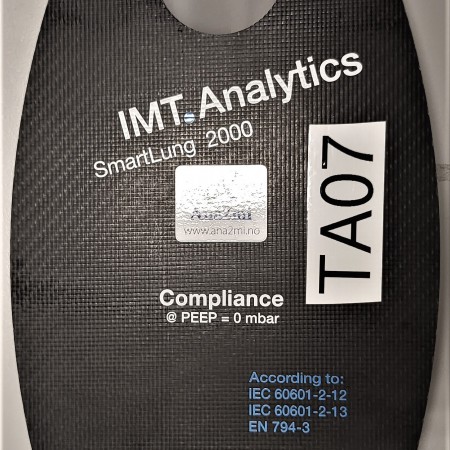 IMT.Analytics
SmartLung 2000
Ana2mi
www.ana2mi.no
TA07
Compliance
@ PEEP = 0 mbar
According to:
IEC 60601-2-12
IEC 60601-2-13
EN 794-3